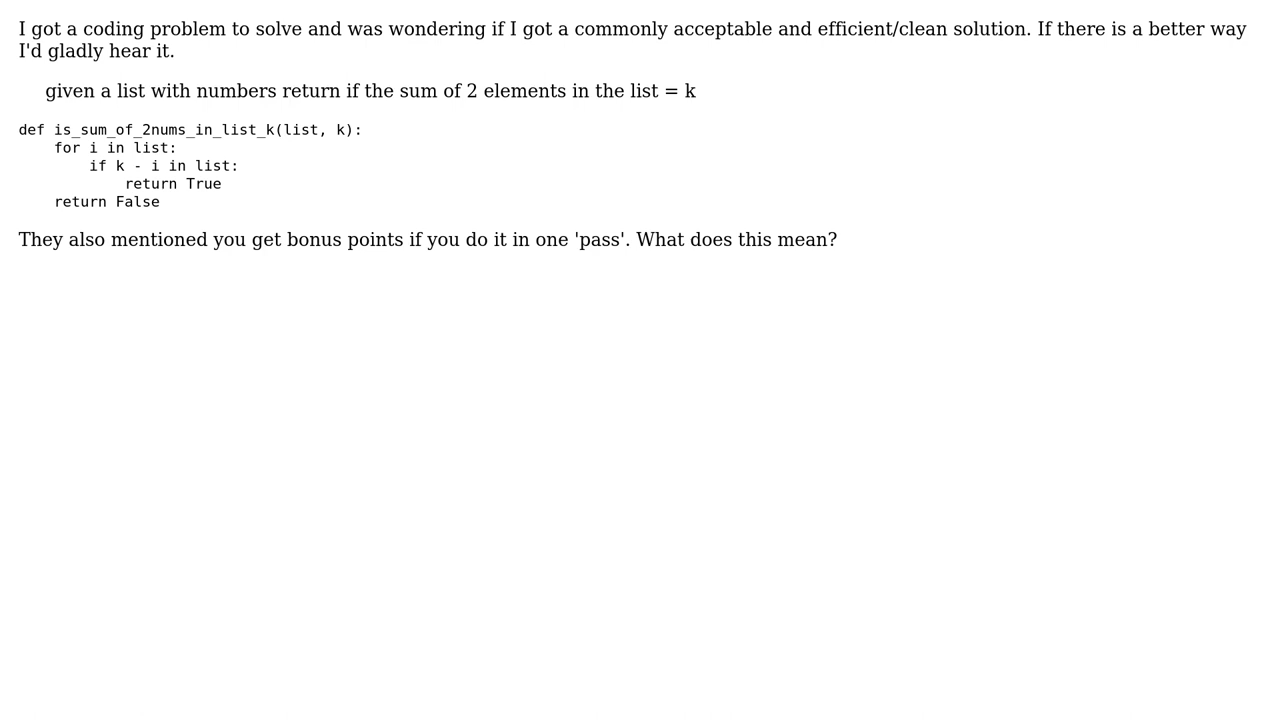 I got a coding problem to solve and was wondering if I got a commonly acceptable and efficient/clean solution. If there is a better way
I'd gladly hear it.
given a list with numbers return if the sum of 2 elements in the list = k
def is_sum_of_2nums_in_list_k(list, k):
    for i in list:
        if k - i in list:
            return True
    return False
They also mentioned you get bonus points if you do it in one 'pass'. What does this mean?